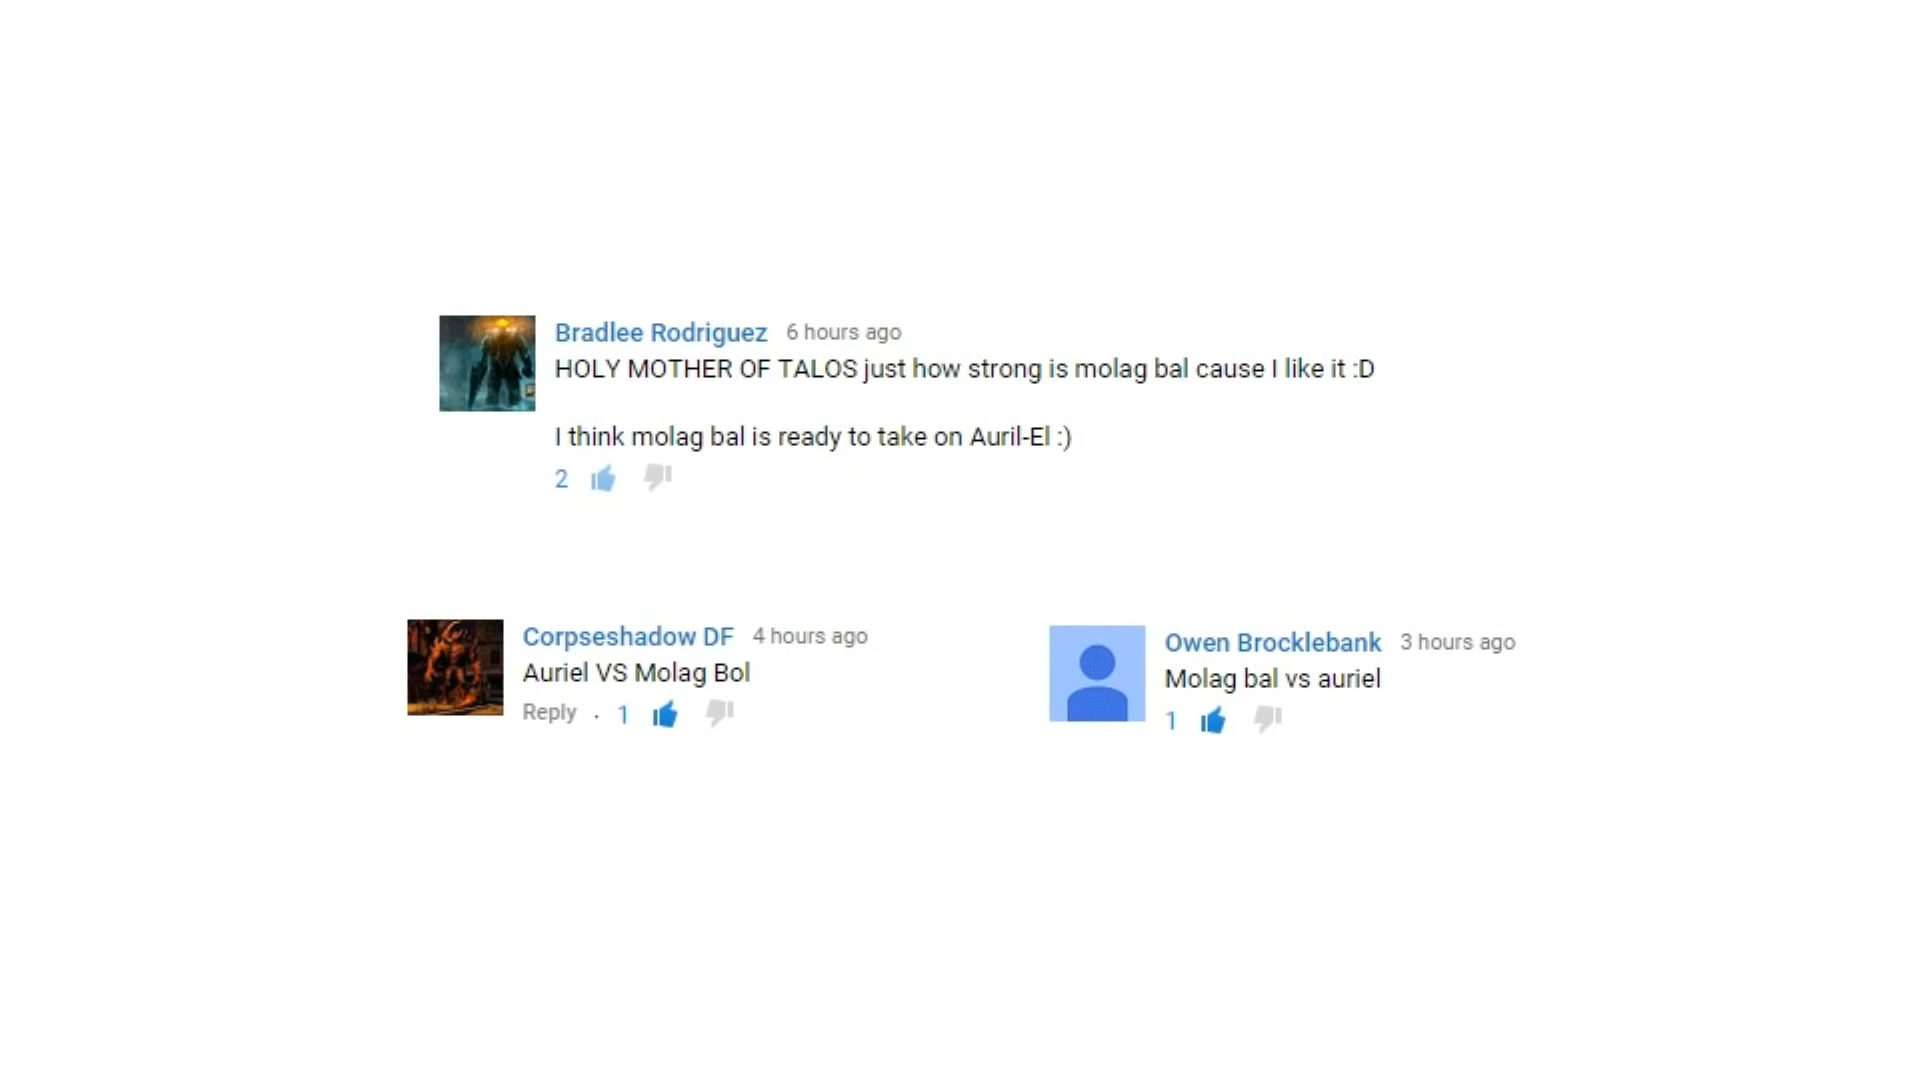 Bradlee Rodriguez 6 hours ago
HOLY MOTHER OF TALOS just how strong is molag bal cause I like it :D
I think molag bal is ready to take on Auril-El :)
2
Corpseshadow DF 4 hours ago
Auriel VS Molag Bol
Reply · 1
Owen Brocklebank 3 hours ago
Molag bal vs auriel
1